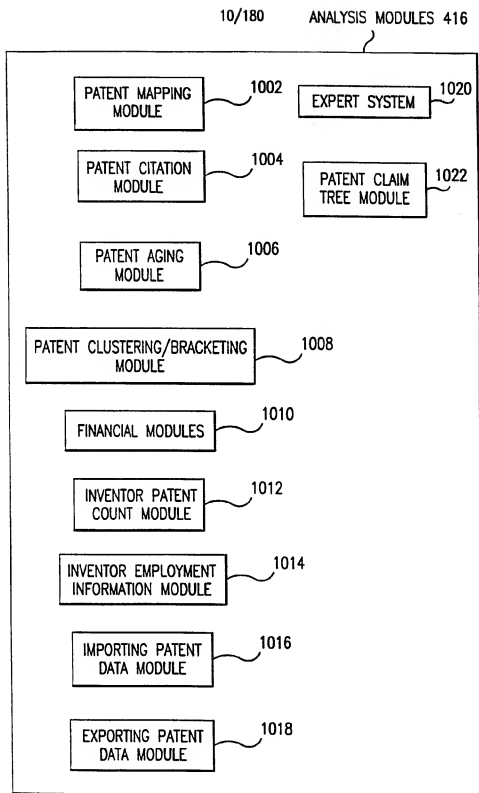 10/180
ANALYSIS MODULES 416
PATENT MAPPING
MODULE
1002
EXPERT SYSTEM
1020
PATENT CITATION
MODULE
1004
PATENT CLAIM
TREE MODULE
1022
PATENT AGING
MODULE
1006
PATENT CLUSTERING/BRACKETING
MODULE
1008
FINANCIAL MODULES
1010
INVENTOR PATENT
COUNT MODULE
1012
INVENTOR EMPLOYMENT
INFORMATION MODULE
1014
IMPORTING PATENT
DATA MODULE
1016
EXPORTING PATENT
DATA MODULE
1018